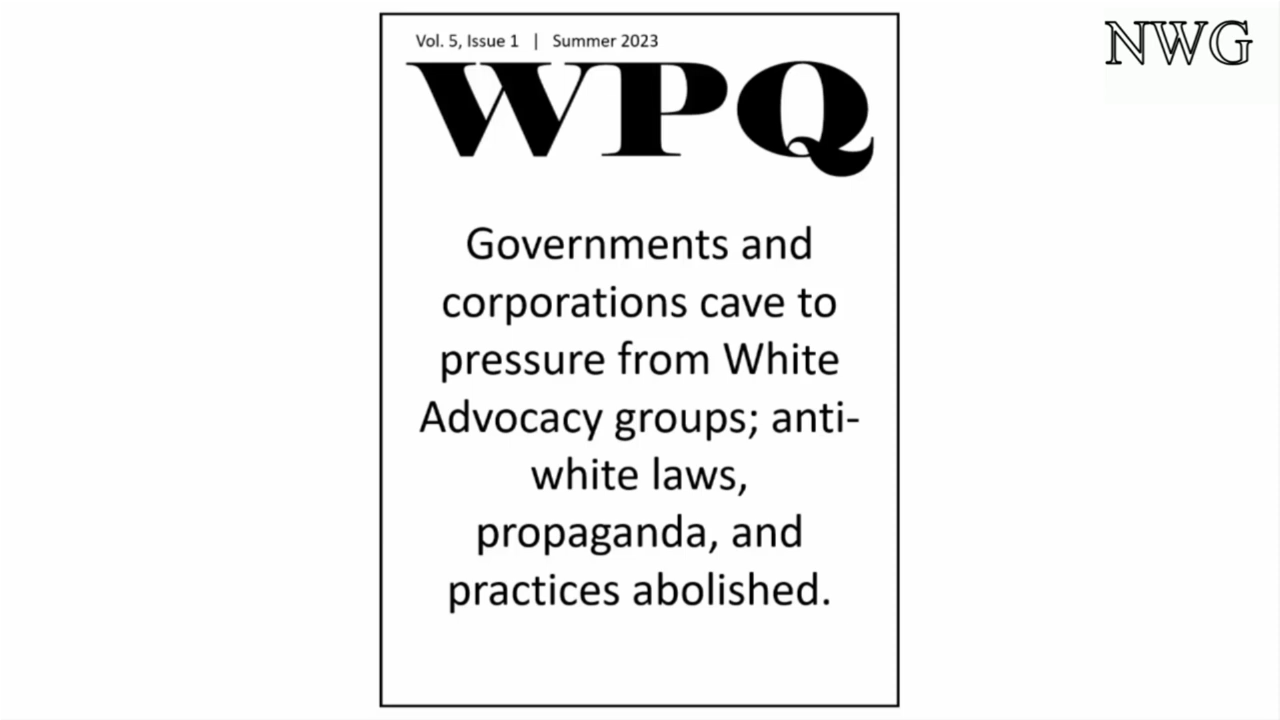 NWG
Vol. 5, Issue 1 | Summer 2023
WPQ
Governments and
corporations cave to
pressure from White
Advocacy groups; anti-
white laws,
propaganda, and
practices abolished.